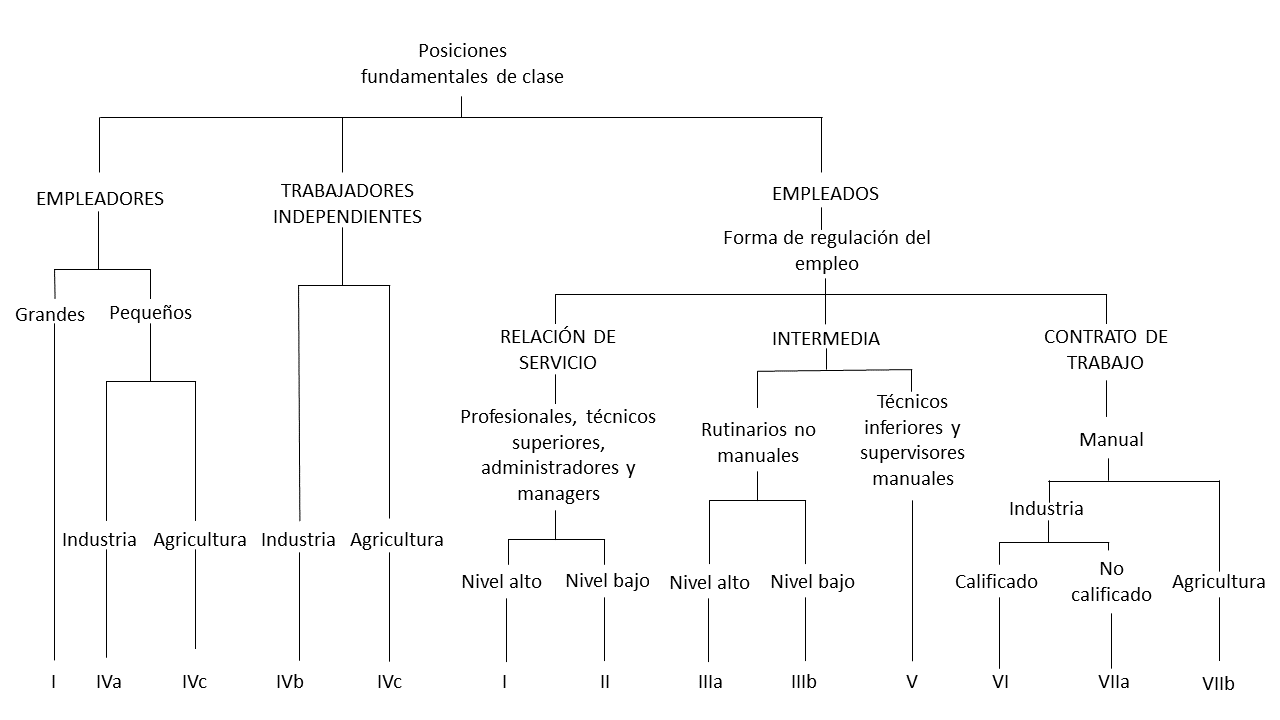 Posiciones
fundamentales de clase
EMPLEADORES
TRABAJADORES
INDEPENDIENTES
EMPLEADOS
Forma de regulación del
empleo
Grandes
Pequeños
RELACIÓN DE
SERVICIO
INTERMEDIA
CONTRATO DE
TRABAJO
Profesionales, técnicos
superiores,
administradores y
managers
Rutinarios no
manuales
Técnicos
inferiores y
supervisores
manuales
Manual
Industria
Industria
Agricultura
Industria
Agricultura
Nivel alto
Nivel bajo
Nivel alto
Nivel bajo
Calificado
No
calificado
Agricultura
I
IVa
IVc
IVb
IVc
I
II
IIIa
IIIb
V
VI
VIIa
VIIb